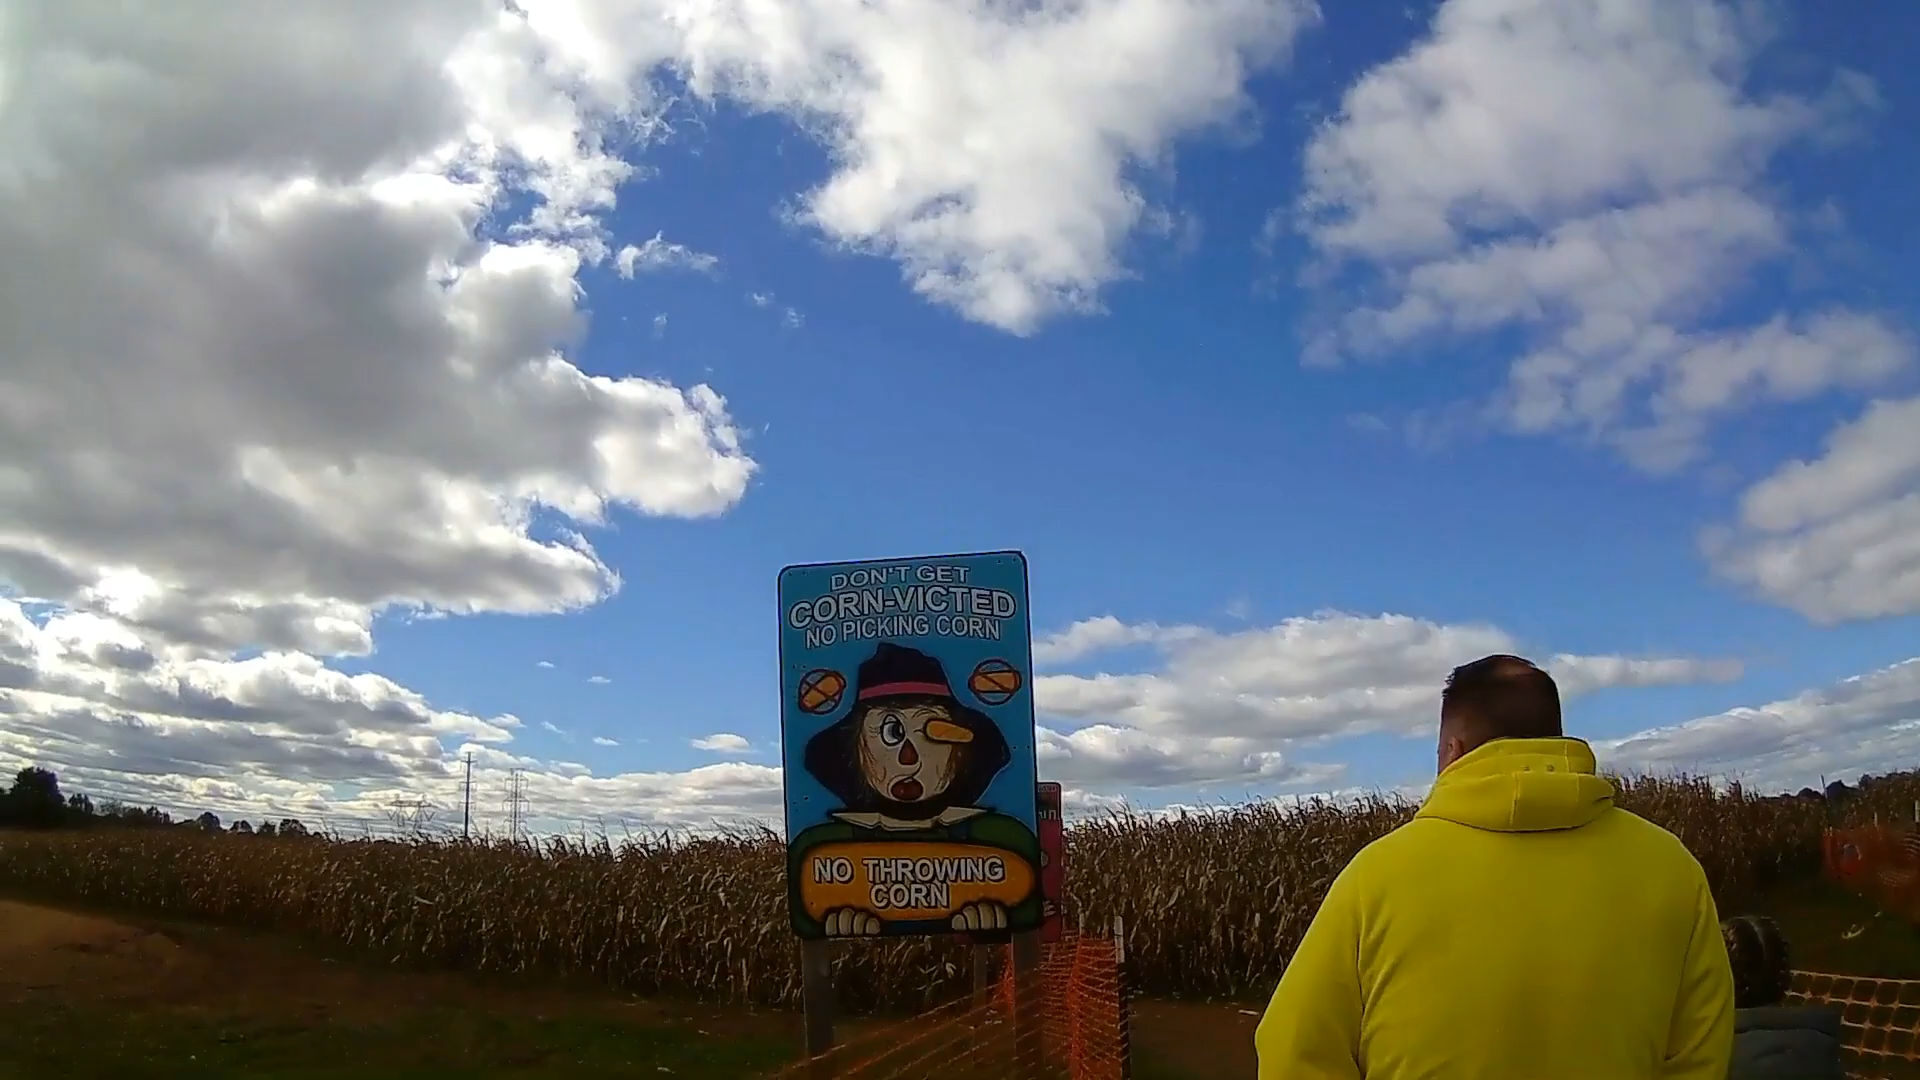 DON'T GET
CORN-VICTED
NO PICKING CORN
NO THROWING
CORN